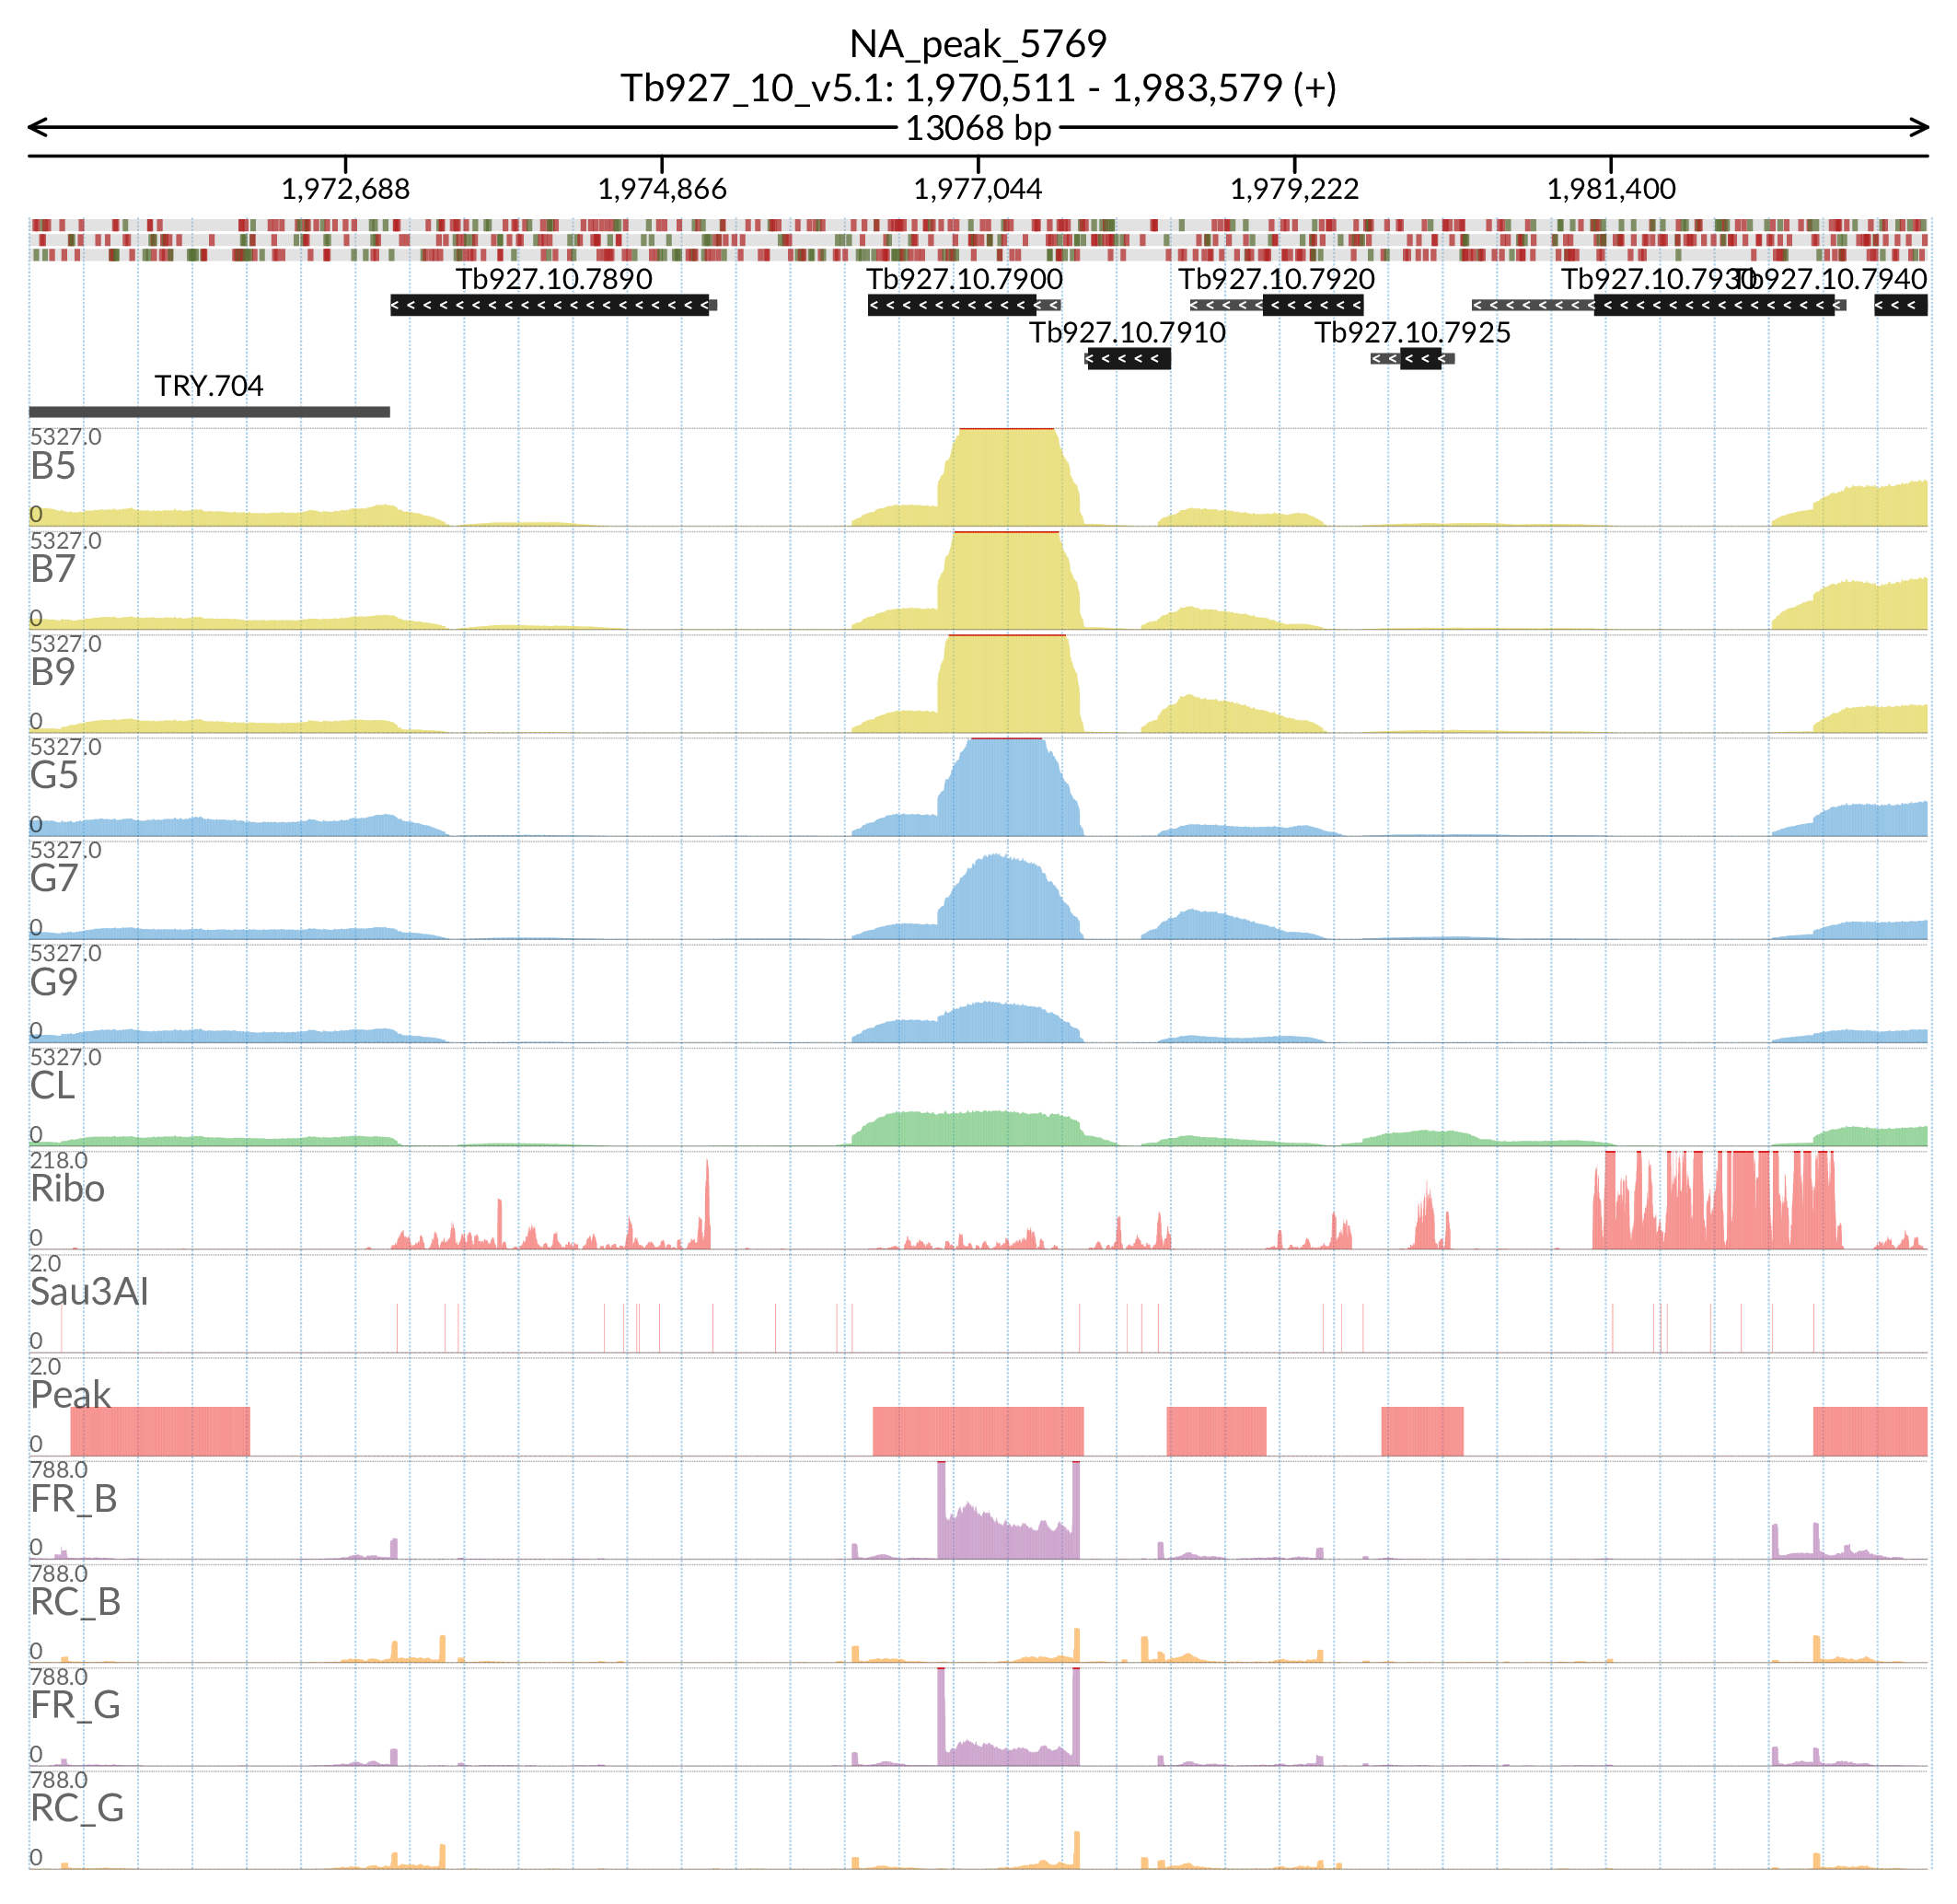 NA_peak_5769
Tb927_10_v5.1: 1,970,511 - 1,983,579 (+)
13068 bp
1,972,688 1,974,866 1,977,044 1,979,222 1,981,400
Tb927.10.7890 Tb927.10.7900 Tb927.10.7920 Tb927.10.7930 Tb927.10.7940
Tb927.10.7910 Tb927.10.7925
TRY.704
5327.0
B5
0
5327.0
B7
0
5327.0
B9
0
5327.0
G5
0
5327.0
G7
0
5327.0
G9
0
5327.0
CL
0
218.0
Ribo
0
2.0
Sau3AI
0
2.0
Peak
0
788.0
FR_B
0
788.0
RC_B
0
788.0
FR_G
0
788.0
RC_G
0